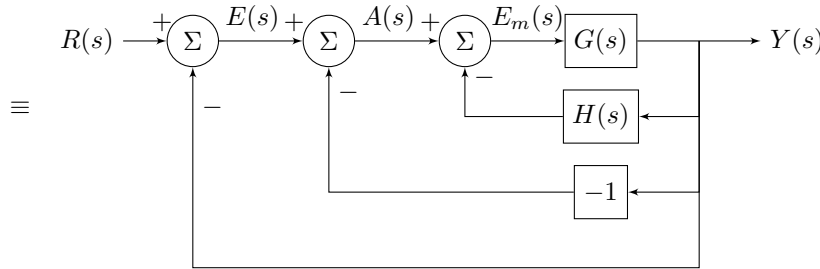 R(s) + Σ E(s) + Σ A(s) + Σ E_m(s) G(s) Y(s)
− − −
≡
H(s)
−1